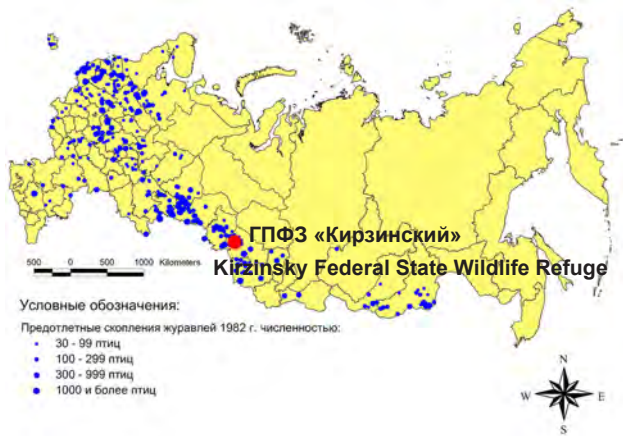 ГПФЗ «Кирзинский»
Kirzinsky Federal State Wildlife Refuge
500 0 500 1000 Kilometers
Условные обозначения:
Предотлетные скопления журавлей 1982 г. численностью:
30 - 99 птиц
100 - 299 птиц
300 - 999 птиц
1000 и более птиц
N
W E
S